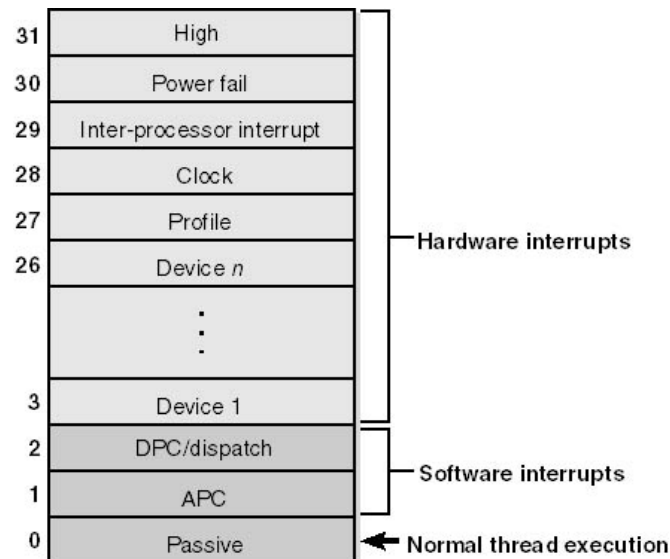 31 High
30 Power fail
29 Inter-processor interrupt
28 Clock
27 Profile
Hardware interrupts
26 Device n
3 Device 1
2 DPC/dispatch
Software interrupts
1 APC
0 Passive Normal thread execution